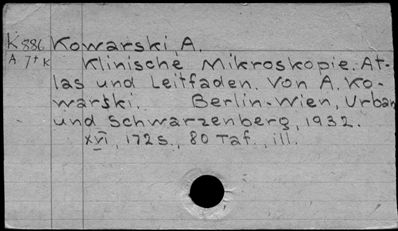 K886 Kowarski A.
A 7+K Klinische Mikroskopie. At-
las und Leitfaden. Von A. Ko-
warski. Berlin-Wien, Urban
und Schwarzenberg, 1932.
XVI, 172 s., 80 Taf., ill.